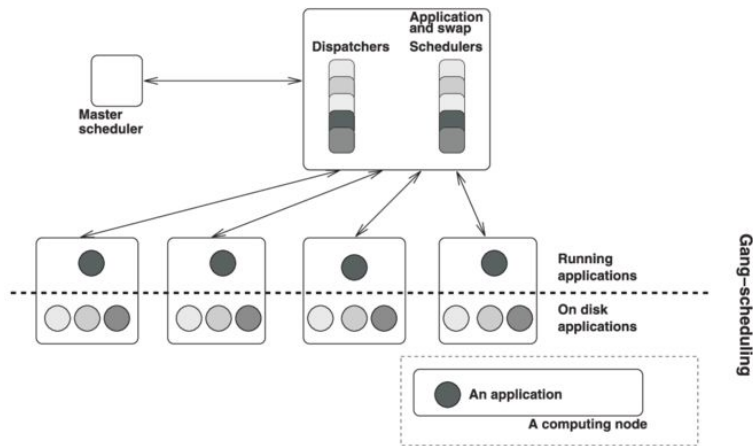 Application
and swap
Dispatchers
Schedulers
Master
scheduler
Running
applications
On disk
applications
Gang-scheduling
An application
A computing node